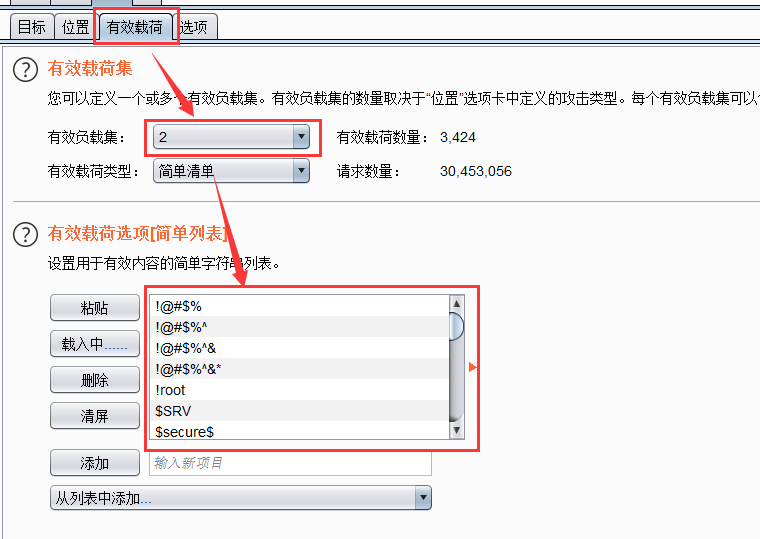 目标 位置 有效载荷 选项
? 有效载荷集
您可以定义一个或多个有效负载集。有效负载集的数量取决于“位置”选项卡中定义的攻击类型。每个有效负载集可以
有效负载集： 2 有效载荷数量： 3,424
有效载荷类型： 简单清单 请求数量： 30,453,056
? 有效载荷选项[简单列表]
设置用于有效内容的简单字符串列表。
粘贴
载入中......
删除
清屏
!@#$%
!@#$%^
!@#$%^&
!@#$%^&*
!root
$SRV
$secure$
添加 输入新项目
从列表中添加...